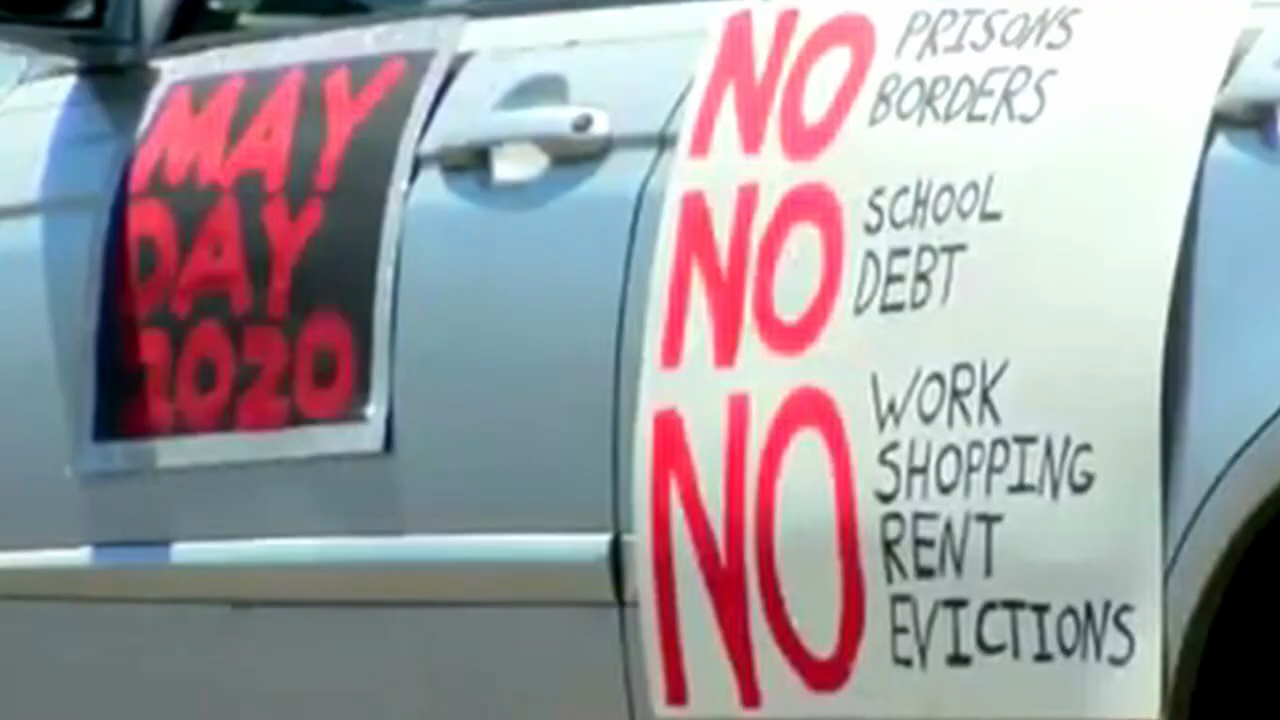 MAY
DAY
2020
NO PRISONS
BORDERS
NO SCHOOL
DEBT
NO WORK
SHOPPING
RENT
EVICTIONS